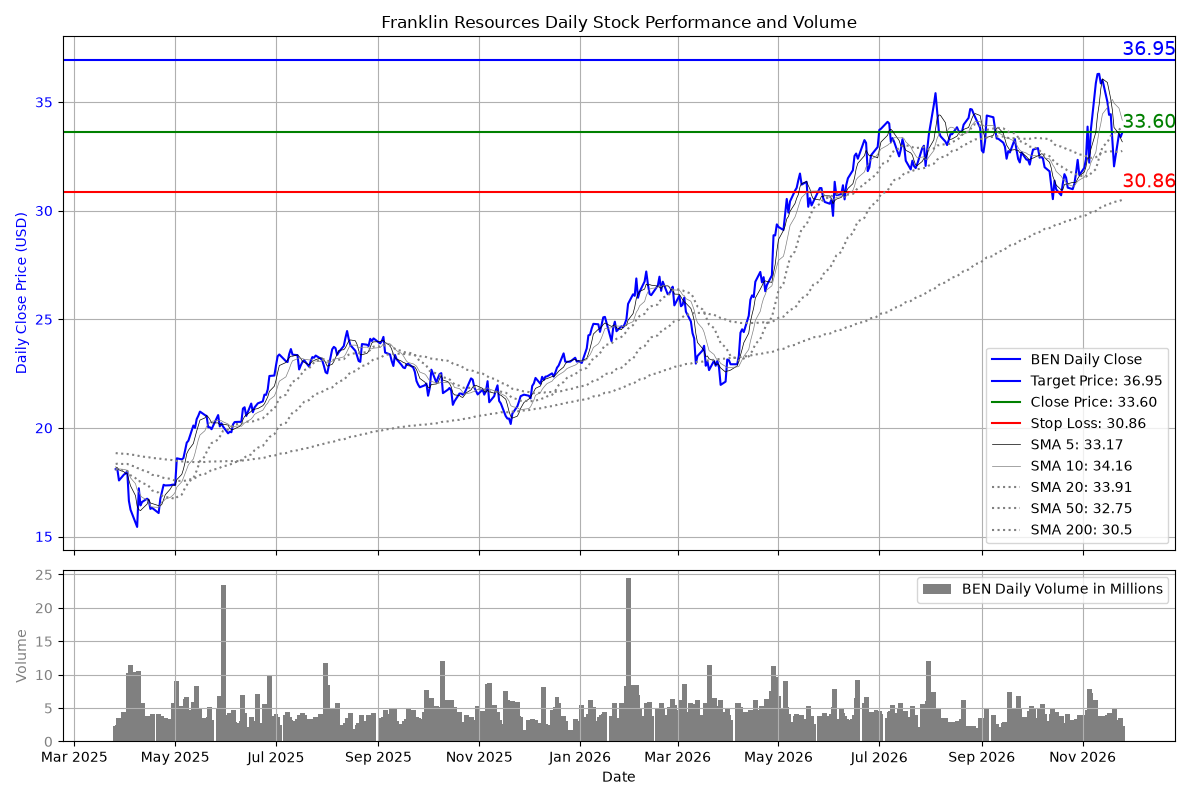 Franklin Resources Daily Stock Performance and Volume
36.95
33.60
30.86
35
30
25
20
15
Daily Close Price (USD)
BEN Daily Close
Target Price: 36.95
Close Price: 33.60
Stop Loss: 30.86
SMA 5: 33.17
SMA 10: 34.16
SMA 20: 33.91
SMA 50: 32.75
SMA 200: 30.5
25
20
15
10
5
0
Volume
BEN Daily Volume in Millions
Mar 2025 May 2025 Jul 2025 Sep 2025 Nov 2025 Jan 2026 Mar 2026 May 2026 Jul 2026 Sep 2026 Nov 2026
Date